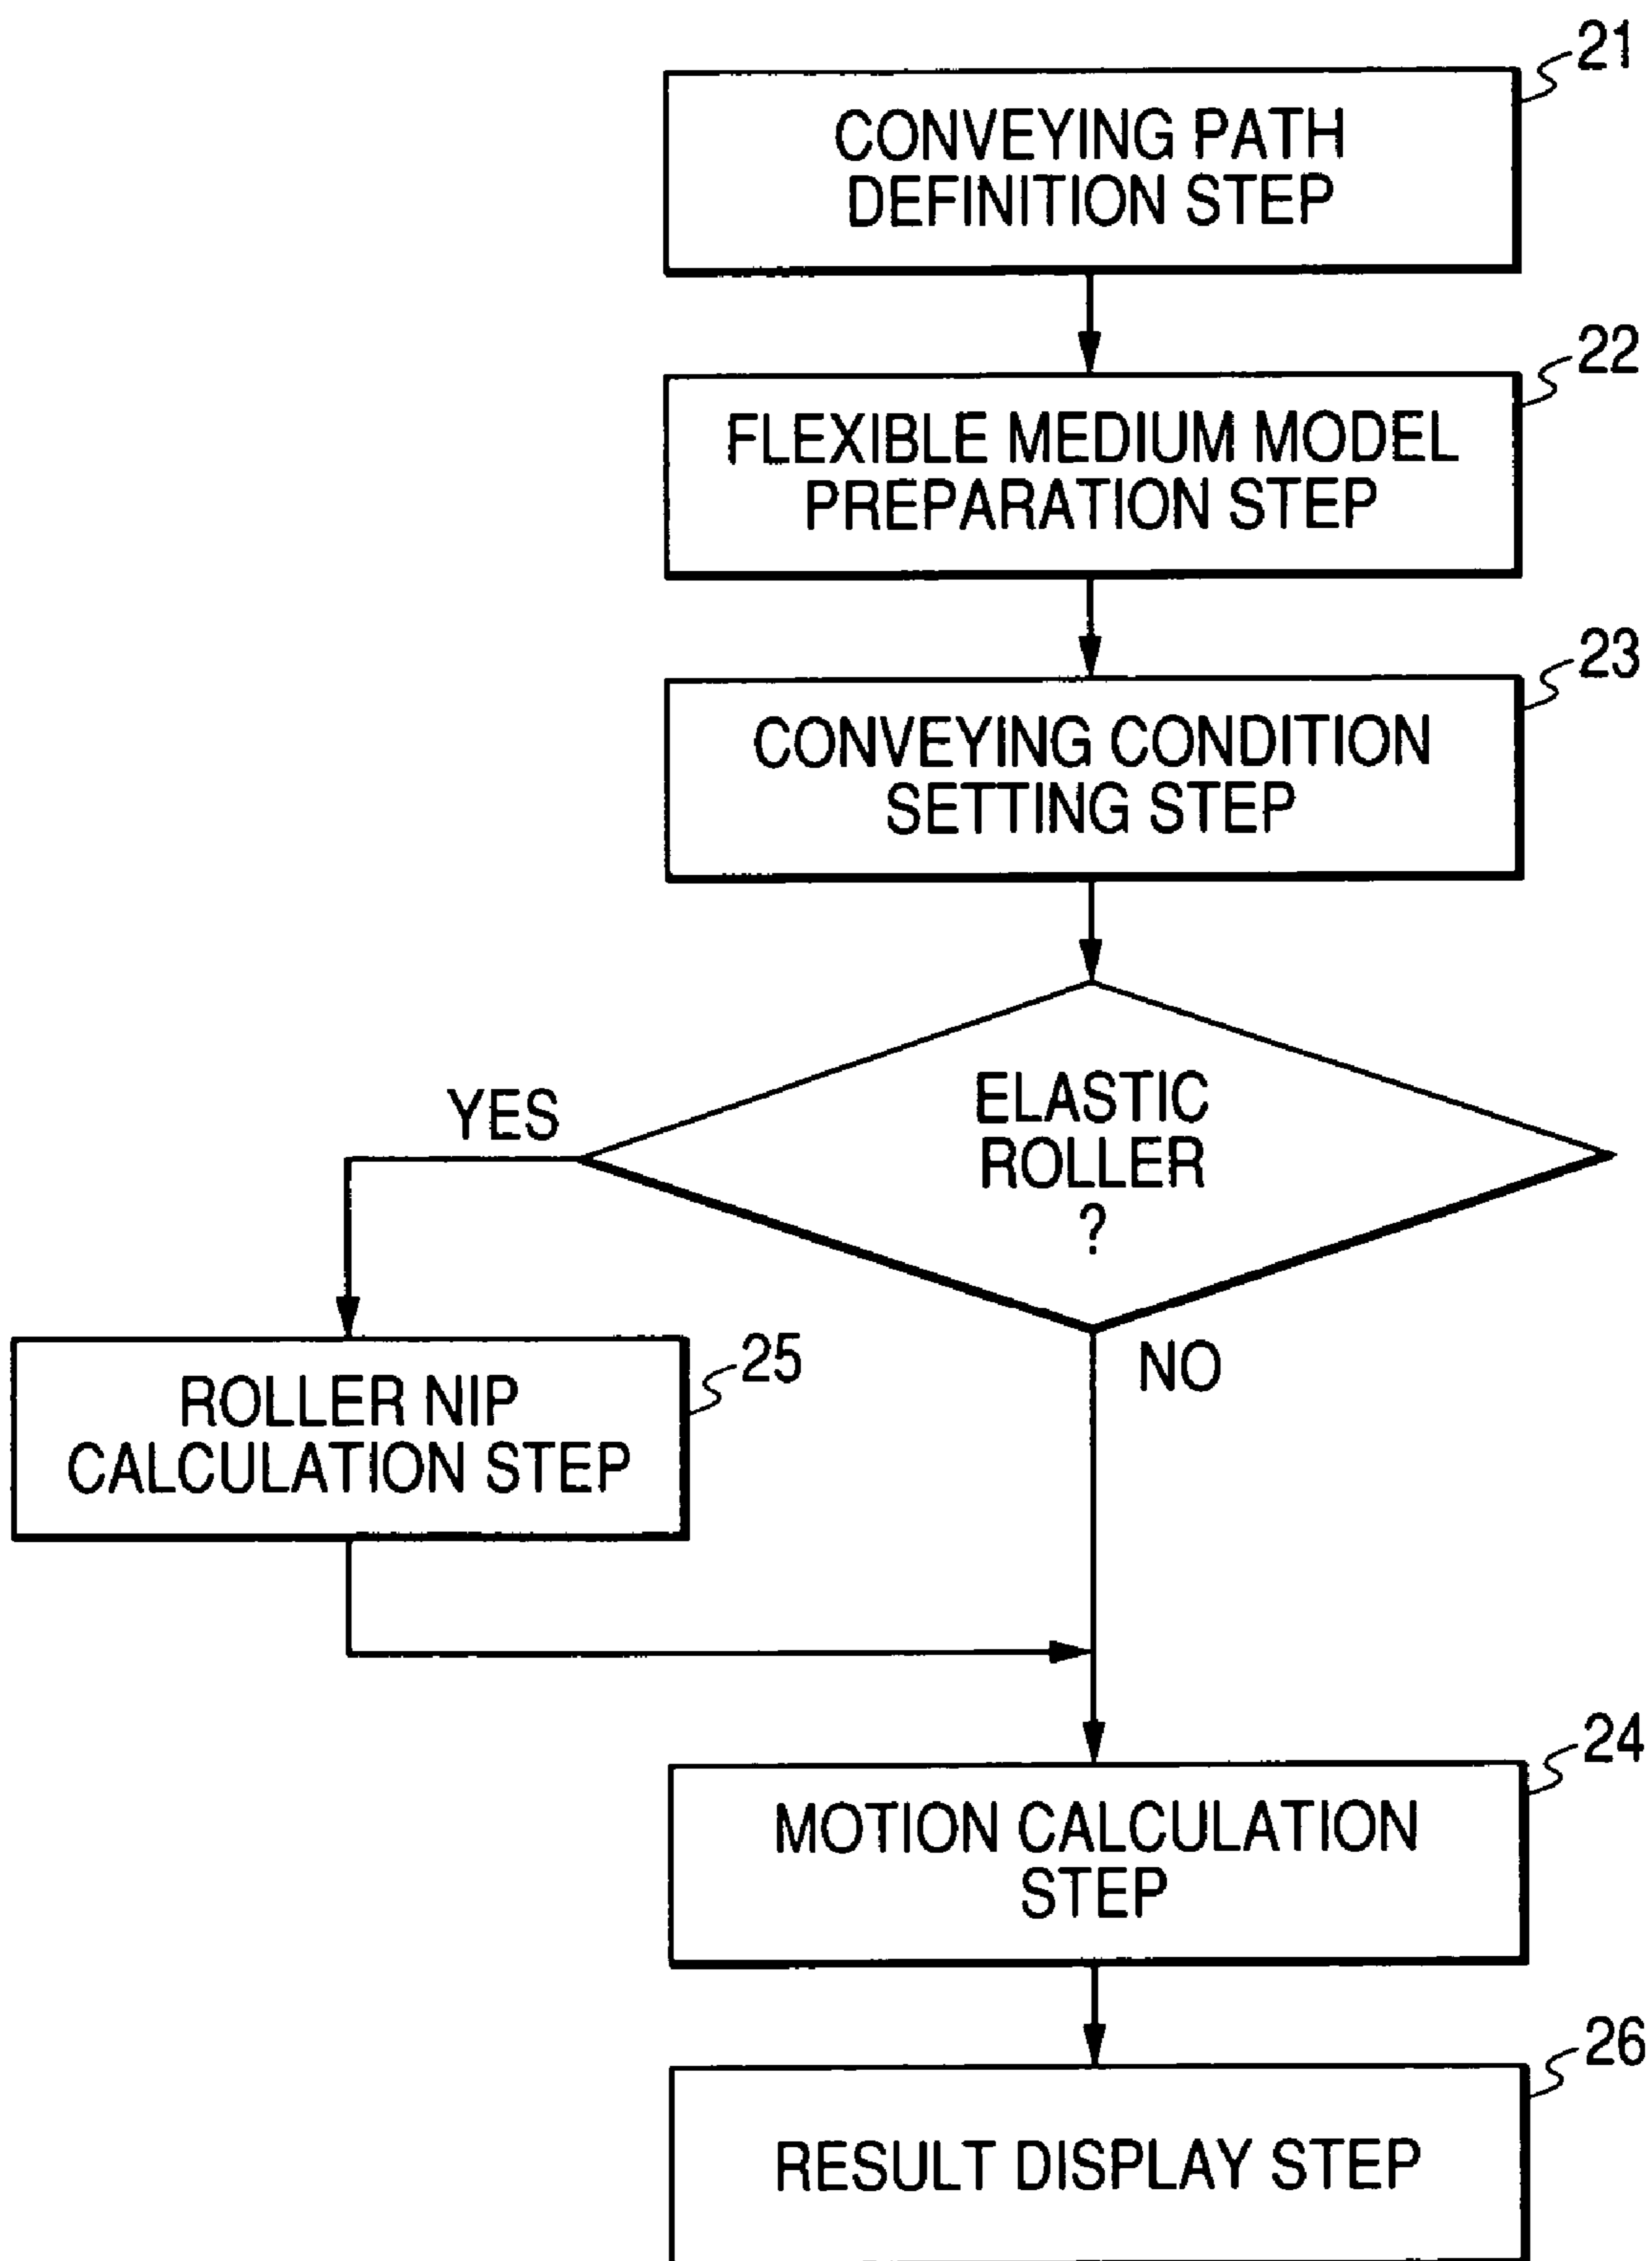 21
CONVEYING PATH
DEFINITION STEP
22
FLEXIBLE MEDIUM MODEL
PREPARATION STEP
23
CONVEYING CONDITION
SETTING STEP
ELASTIC
ROLLER
?
YES
NO
25
ROLLER NIP
CALCULATION STEP
24
MOTION CALCULATION
STEP
26
RESULT DISPLAY STEP